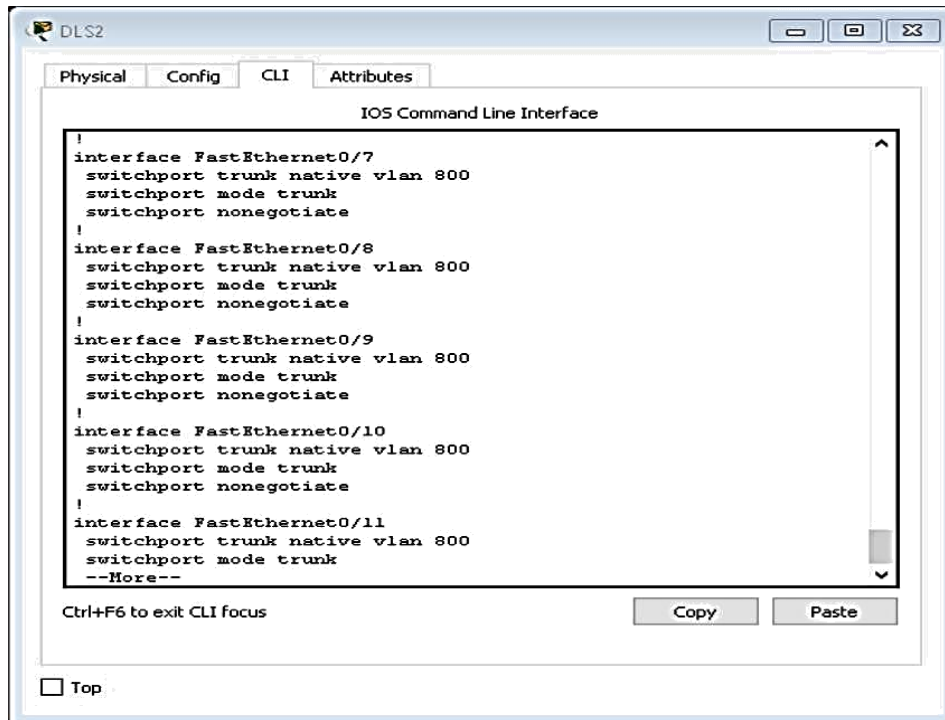 DLS2
Physical Config CLI Attributes
IOS Command Line Interface
!
interface FastEthernet0/7
switchport trunk native vlan 800
switchport mode trunk
switchport nonegotiate
!
interface FastEthernet0/8
switchport trunk native vlan 800
switchport mode trunk
switchport nonegotiate
!
interface FastEthernet0/9
switchport trunk native vlan 800
switchport mode trunk
switchport nonegotiate
!
interface FastEthernet0/10
switchport trunk native vlan 800
switchport mode trunk
switchport nonegotiate
!
interface FastEthernet0/11
switchport trunk native vlan 800
switchport mode trunk
--More--
Ctrl+F6 to exit CLI focus
Copy Paste
Top